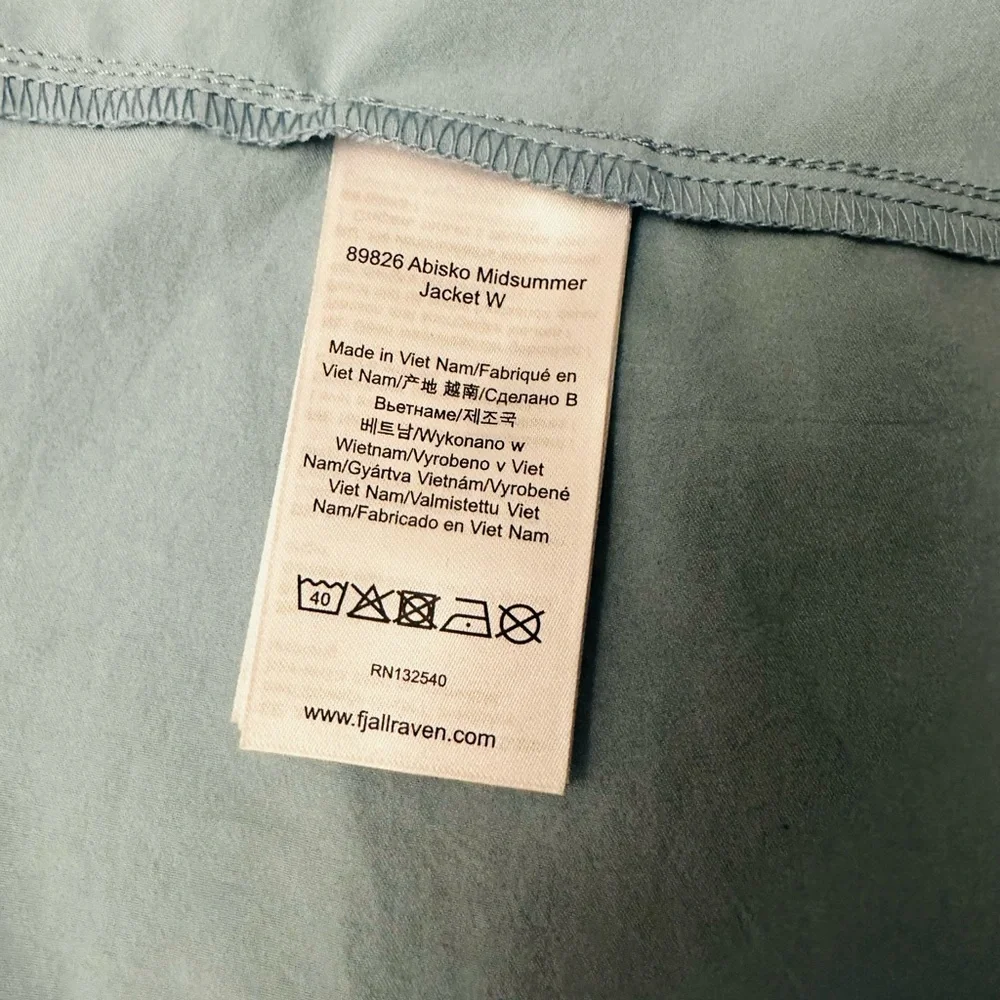 89826 Abisko Midsummer
Jacket W
Made in Viet Nam/Fabriqué en
Viet Nam/产地 越南/Сделано В
Вьетнаме/제조국
베트남/Wykonano w
Wietnam/Vyrobeno v Viet
Nam/Gyártva Vietnám/Vyrobené
Viet Nam/Valmistettu Viet
Nam/Fabricado en Viet Nam
40
RN132540
www.fjallraven.com